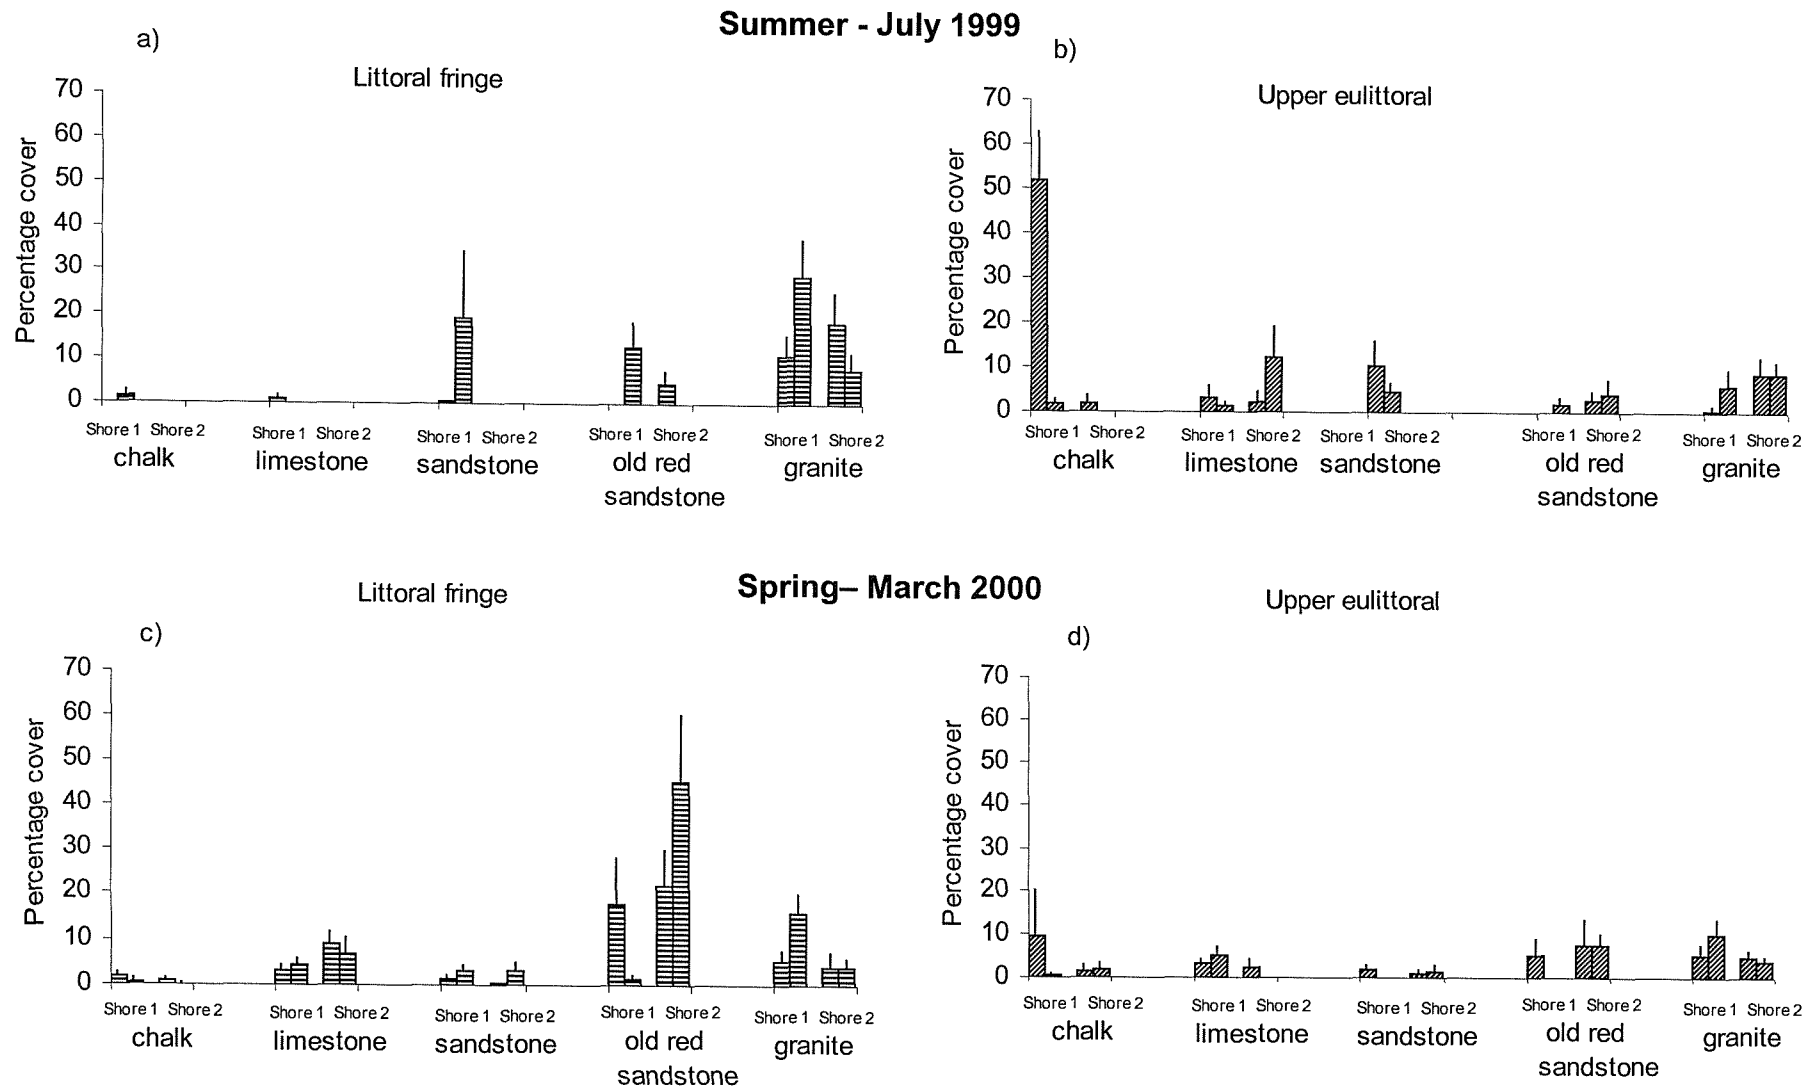 Summer - July 1999
a)
Littoral fringe
Percentage cover
70
60
50
40
30
20
10
0
Shore 1 Shore 2 Shore 1 Shore 2 Shore 1 Shore 2 Shore 1 Shore 2 Shore 1 Shore 2
chalk limestone sandstone old red granite
sandstone
b)
Upper eulittoral
Percentage cover
70
60
50
40
30
20
10
0
Shore 1 Shore 2 Shore 1 Shore 2 Shore 1 Shore 2 Shore 1 Shore 2 Shore 1 Shore 2
chalk limestone sandstone old red granite
sandstone
Spring– March 2000
Littoral fringe
c)
Percentage cover
70
60
50
40
30
20
10
0
Shore 1 Shore 2 Shore 1 Shore 2 Shore 1 Shore 2 Shore 1 Shore 2 Shore 1 Shore 2
chalk limestone sandstone old red granite
sandstone
Upper eulittoral
d)
Percentage cover
70
60
50
40
30
20
10
0
Shore 1 Shore 2 Shore 1 Shore 2 Shore 1 Shore 2 Shore 1 Shore 2 Shore 1 Shore 2
chalk limestone sandstone old red granite
sandstone